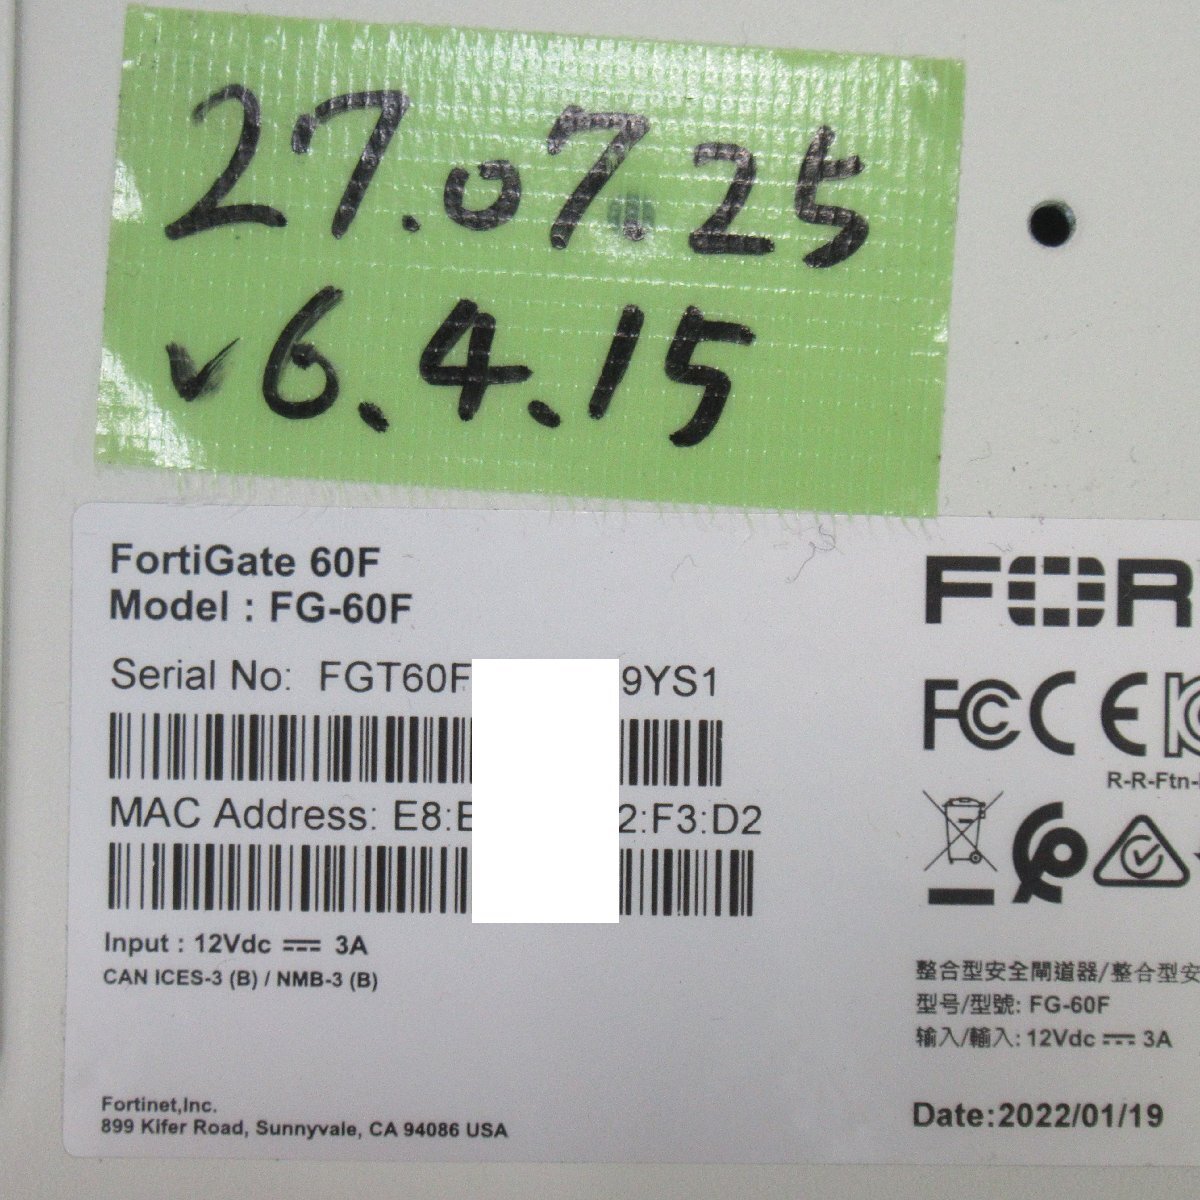 27.07.25
v6.4.15
FortiGate 60F
Model : FG-60F
Serial No: FGT60F 9YS1
MAC Address: E8: 2:F3:D2
Input : 12Vdc ⎓ 3A
CAN ICES-3 (B) / NMB-3 (B)
Fortinet,Inc.
899 Kifer Road, Sunnyvale, CA 94086 USA
FOR
FC CE
R-R-Ftn-
整合型安全閘道器/整合型安
型号/型號: FG-60F
输入/輸入: 12Vdc ⎓ 3A
Date:2022/01/19